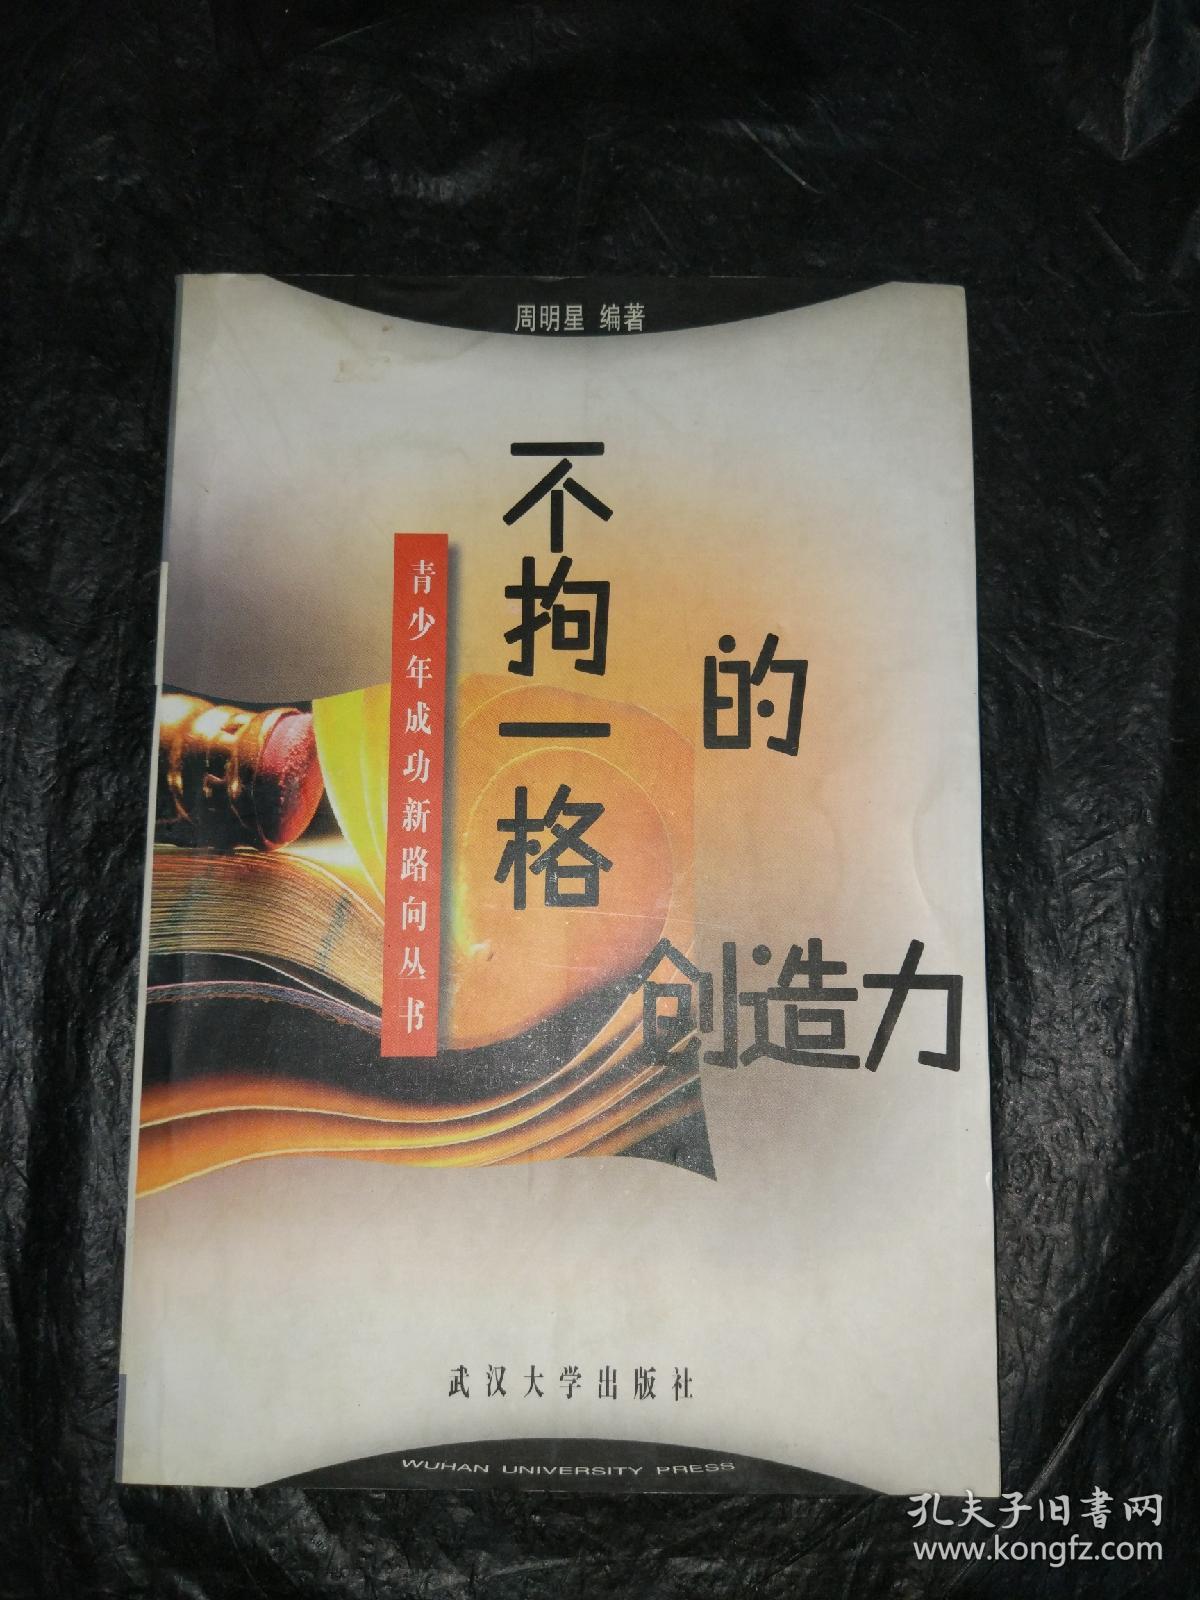 周明星 编著
不拘一格
的
创造力
青少年成功新路向丛书
武汉大学出版社
WUHAN UNIVERSITY PRESS
孔夫子旧书网
www.kongfz.com